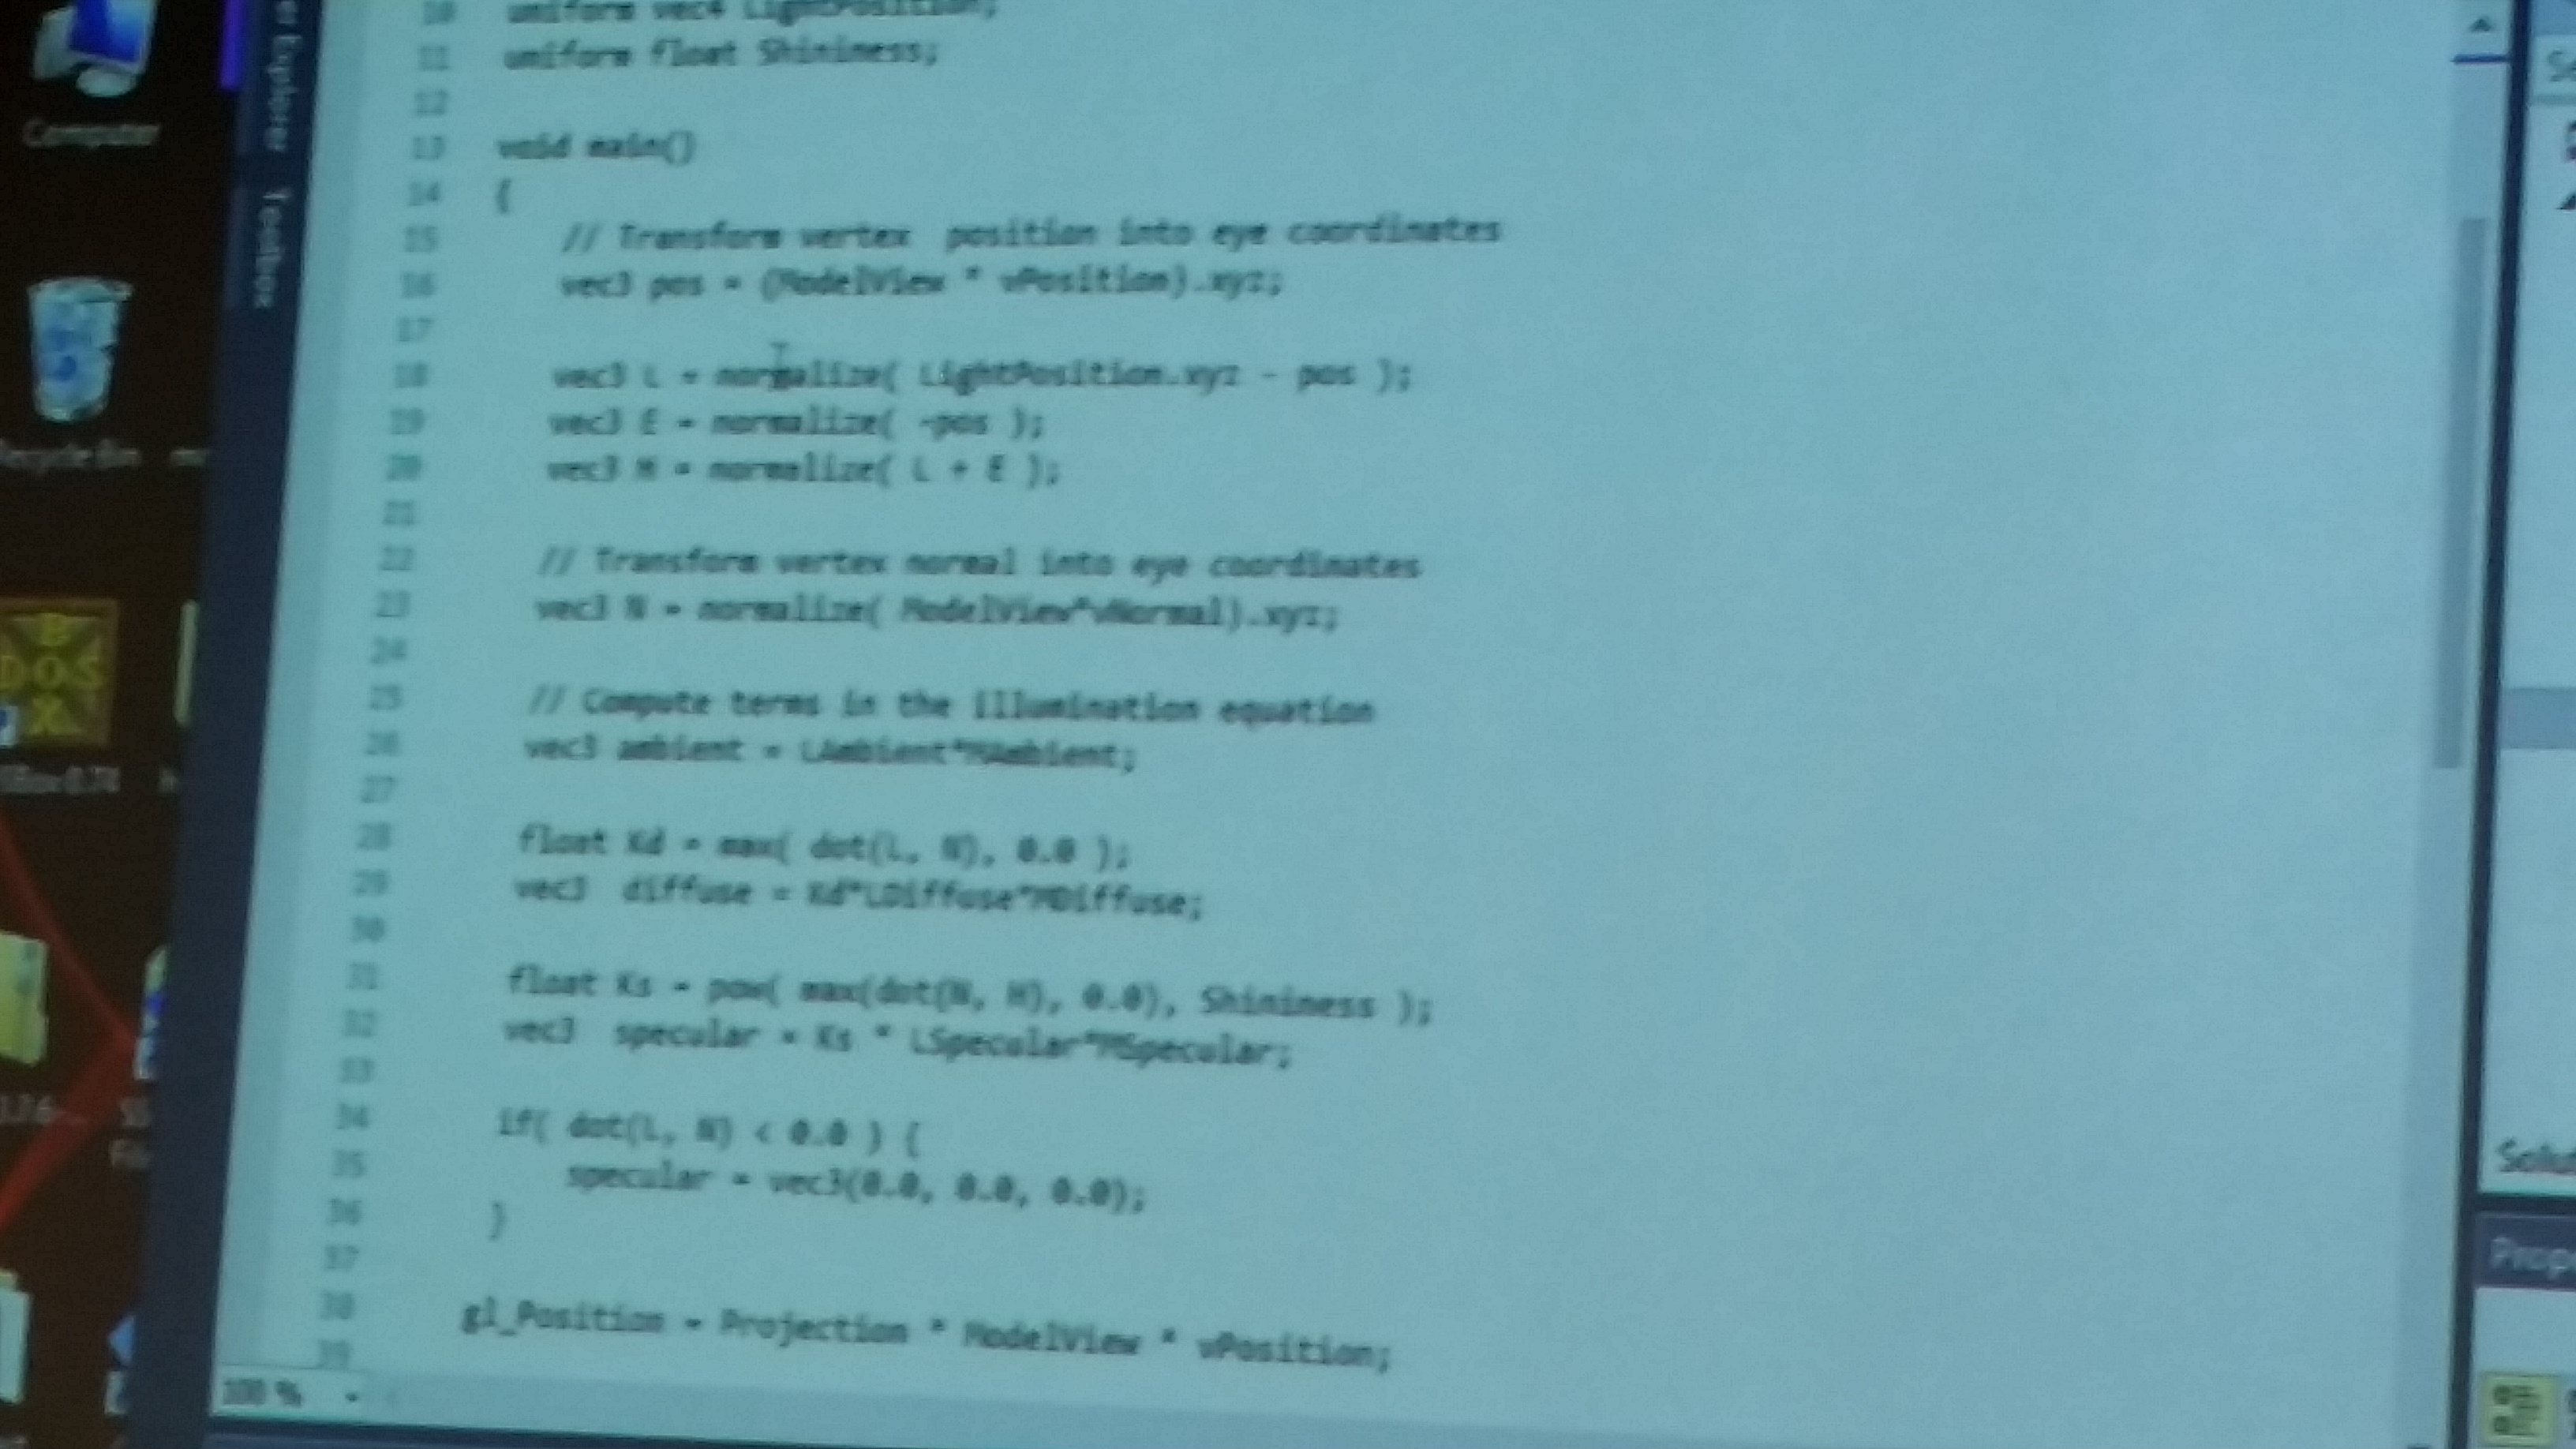 10 uniform vec4 LightPosition;
11 uniform float Shininess;
12
13 void main()
14 {
15 // Transform vertex  position into eye coordinates
16 vec3 pos = (ModelView * vPosition).xyz;
17
18 vec3 L = normalize( LightPosition.xyz - pos );
19 vec3 E = normalize( -pos );
20 vec3 H = normalize( L + E );
21
22 // Transform vertex normal into eye coordinates
23 vec3 N = normalize( ModelView*vNormal).xyz;
24
25 // Compute terms in the illumination equation
26 vec3 ambient = LAmbient*MAmbient;
27
28 float Kd = max( dot(L, N), 0.0 );
29 vec3  diffuse = Kd*LDiffuse*MDiffuse;
30
31 float Ks = pow( max(dot(N, H), 0.0), Shininess );
32 vec3  specular = Ks * LSpecular*MSpecular;
33
34 if( dot(L, N) < 0.0 ) {
35 specular = vec3(0.0, 0.0, 0.0);
36 }
37
38 gl_Position = Projection * ModelView * vPosition;
39
100 %
Explorer
Toolbox
Computer
Recycle Bin
DOS
B
X